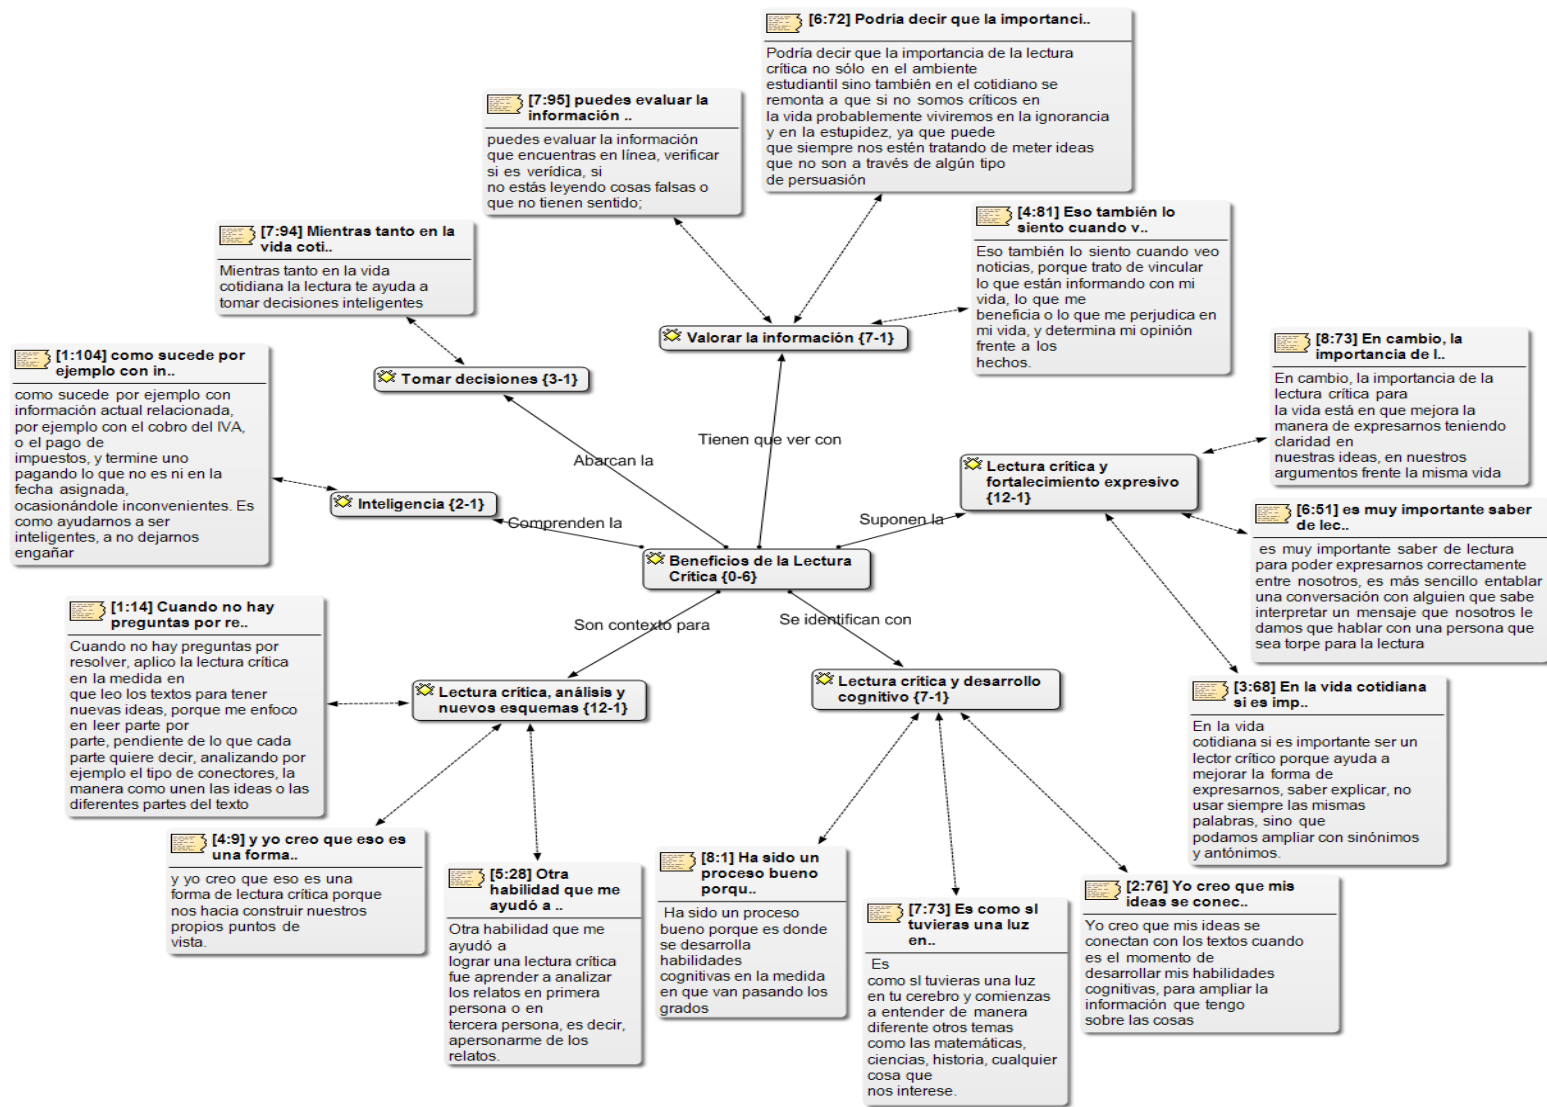 [6:72] Podría decir que la importanci..
Podría decir que la importancia de la lectura
crítica no sólo en el ambiente
estudiantil sino también en el cotidiano se
remonta a que si no somos críticos en
la vida probablemente viviremos en la ignorancia
y en la estupidez, ya que puede
que siempre nos estén tratando de meter ideas
que no son a través de algún tipo
de persuasión
[7:95] puedes evaluar la
información ..
puedes evaluar la información
que encuentras en línea, verificar
si es verídica, si
no estás leyendo cosas falsas o
que no tienen sentido;
[4:81] Eso también lo
siento cuando v..
Eso también lo siento cuando veo
noticias, porque trato de vincular
lo que están informando con mi
vida, lo que me
beneficia o lo que me perjudica en
mi vida, y determina mi opinión
frente a los
hechos.
[7:94] Mientras tanto en la
vida coti..
Mientras tanto en la vida
cotidiana la lectura te ayuda a
tomar decisiones inteligentes
Valorar la información {7-1}
Tomar decisiones {3-1}
[8:73] En cambio, la
importancia de l..
En cambio, la importancia de la
lectura crítica para
la vida está en que mejora la
manera de expresarnos teniendo
claridad en
nuestras ideas, en nuestros
argumentos frente la misma vida
[1:104] como sucede por
ejemplo con in..
como sucede por ejemplo con
información actual relacionada,
por ejemplo con el cobro del IVA,
o el pago de
impuestos, y termine uno
pagando lo que no es ni en la
fecha asignada,
ocasionándole inconvenientes. Es
como ayudarnos a ser
inteligentes, a no dejarnos
engañar
Tienen que ver con
Abarcan la
Lectura crítica y
fortalecimiento expresivo
{12-1}
Inteligencia {2-1}
Comprenden la
Suponen la
[6:51] es muy importante saber
de lec..
es muy importante saber de lectura
para poder expresarnos correctamente
entre nosotros, es más sencillo entablar
una conversación con alguien que sabe
interpretar un mensaje que nosotros le
damos que hablar con una persona que
sea torpe para la lectura
Beneficios de la Lectura
Crítica {0-6}
Son contexto para
Se identifican con
[1:14] Cuando no hay
preguntas por re..
Cuando no hay preguntas por
resolver, aplico la lectura crítica
en la medida en
que leo los textos para tener
nuevas ideas, porque me enfoco
en leer parte por
parte, pendiente de lo que cada
parte quiere decir, analizando por
ejemplo el tipo de conectores, la
manera como unen las ideas o las
diferentes partes del texto
Lectura crítica, análisis y
nuevos esquemas {12-1}
Lectura crítica y desarrollo
cognitivo {7-1}
[3:68] En la vida cotidiana
si es imp..
En la vida
cotidiana si es importante ser un
lector crítico porque ayuda a
mejorar la forma de
expresarnos, saber explicar, no
usar siempre las mismas
palabras, sino que
podamos ampliar con sinónimos
y antónimos.
[4:9] y yo creo que eso es
una forma..
y yo creo que eso es una
forma de lectura crítica porque
nos hacia construir nuestros
propios puntos de
vista.
[5:28] Otra
habilidad que me
ayudó a ..
Otra habilidad que me
ayudó a
lograr una lectura crítica
fue aprender a analizar
los relatos en primera
persona o en
tercera persona, es decir,
apersonarme de los
relatos.
[8:1] Ha sido un
proceso bueno
porqu..
Ha sido un proceso
bueno porque es donde
se desarrolla
habilidades
cognitivas en la medida
en que van pasando los
grados
[7:73] Es como sI
tuvieras una luz
en..
Es
como sI tuvieras una luz
en tu cerebro y comienzas
a entender de manera
diferente otros temas
como las matemáticas,
ciencias, historia, cualquier
cosa que
nos interese.
[2:76] Yo creo que mis
ideas se conec..
Yo creo que mis ideas se
conectan con los textos cuando
es el momento de
desarrollar mis habilidades
cognitivas, para ampliar la
información que tengo
sobre las cosas